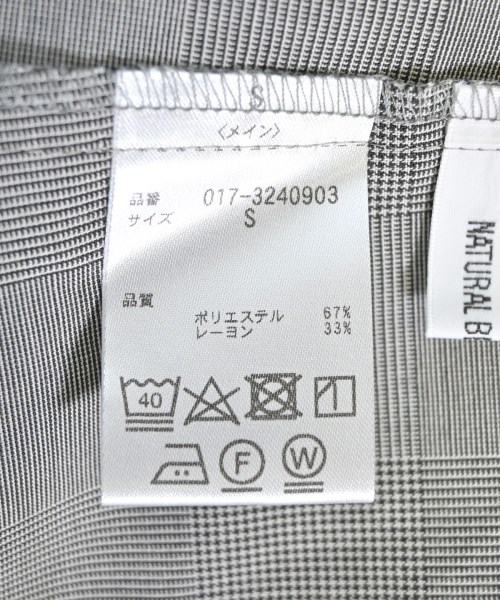 S
〈メイン〉
品番 017-3240903
サイズ S
品質
ポリエステル 67%
レーヨン 33%
40
F W
NATURAL